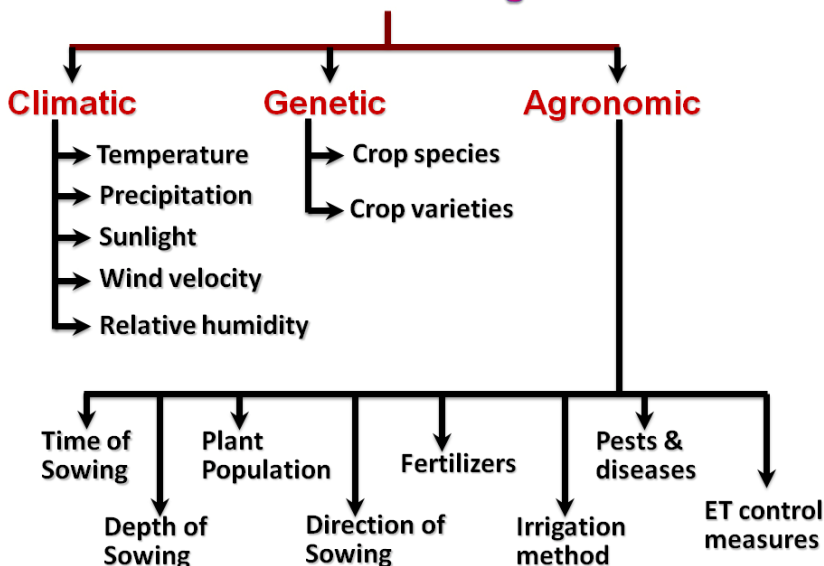 Climatic
Genetic
Agronomic
Temperature
Precipitation
Sunlight
Wind velocity
Relative humidity
Crop species
Crop varieties
Time of
Sowing
Depth of
Sowing
Plant
Population
Direction of
Sowing
Fertilizers
Irrigation
method
Pests &
diseases
ET control
measures